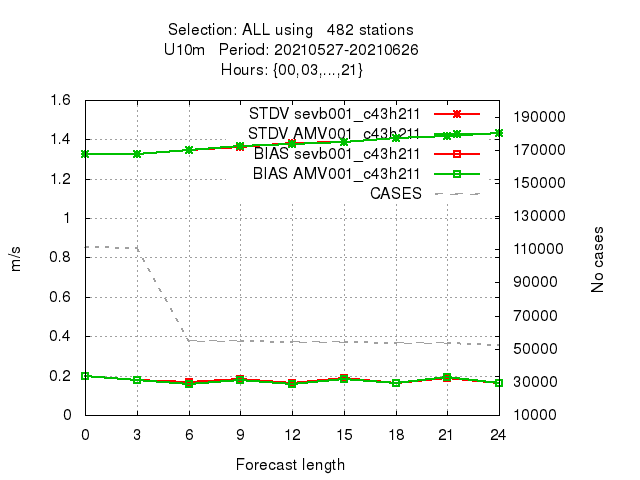 Selection: ALL using   482 stations
U10m   Period: 20210527-20210626
Hours: {00,03,...,21}
STDV sevb001_c43h211
STDV AMV001_c43h211
BIAS sevb001_c43h211
BIAS AMV001_c43h211
CASES
1.6
1.4
1.2
1
0.8
0.6
0.4
0.2
0
m/s
190000
170000
150000
130000
110000
90000
70000
50000
30000
10000
No cases
0 3 6 9 12 15 18 21 24
Forecast length